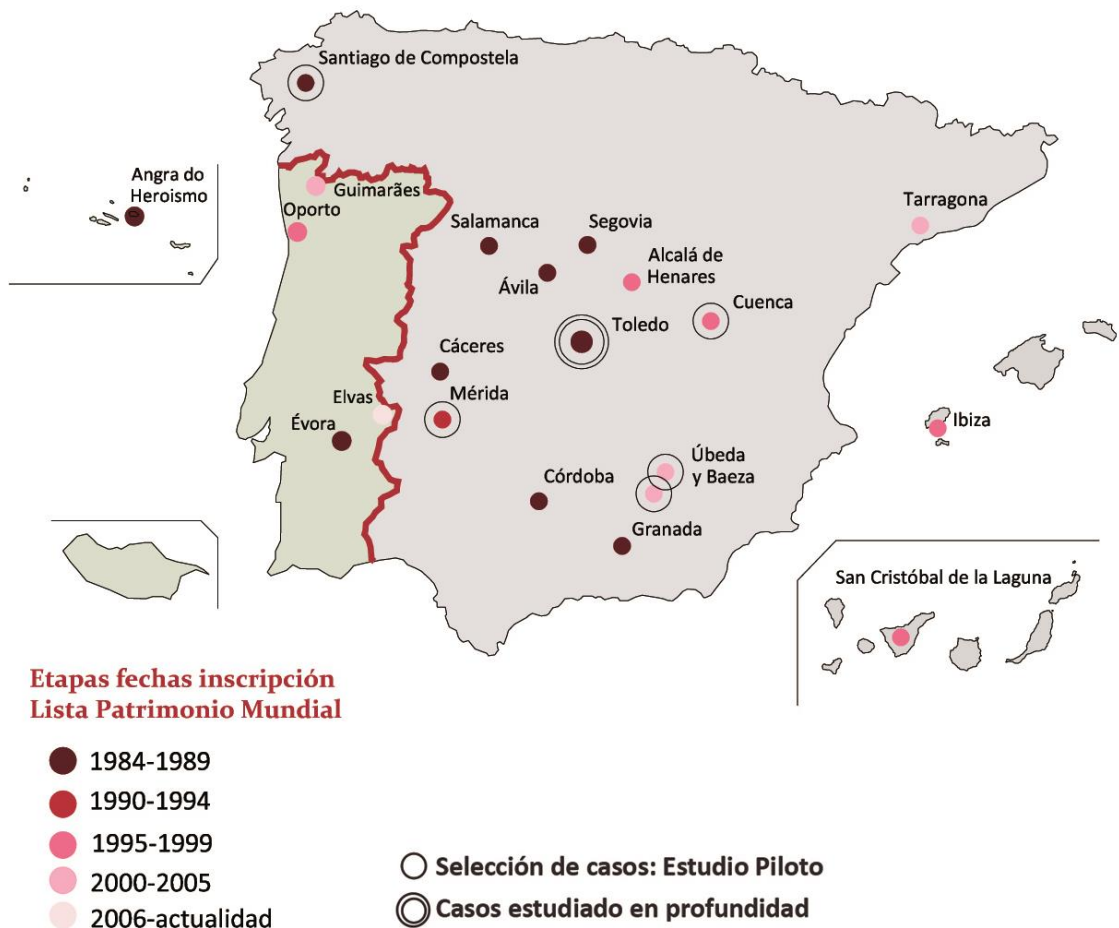 Santiago de Compostela
Angra do
Heroismo
Guimarães
Oporto
Tarragona
Salamanca
Segovia
Alcalá de
Henares
Ávila
Cuenca
Toledo
Cáceres
Mérida
Elvas
Évora
Ibiza
Úbeda
y Baeza
Córdoba
Granada
San Cristóbal de la Laguna
Etapas fechas inscripción
Lista Patrimonio Mundial
1984-1989
1990-1994
1995-1999
2000-2005
2006-actualidad
Selección de casos: Estudio Piloto
Casos estudiado en profundidad